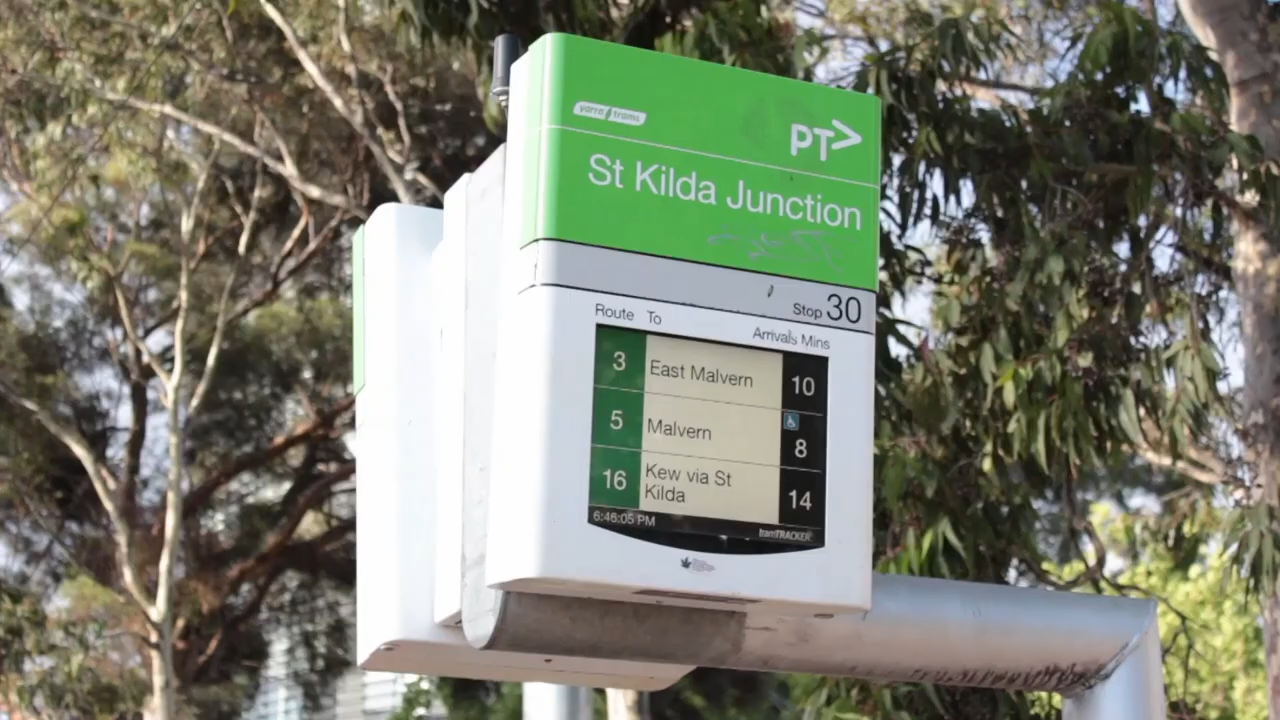 yarra trams
PT>
St Kilda Junction
Stop 30
Route To
Arrivals Mins
3 East Malvern 10
5 Malvern 8
16 Kew via St
Kilda 14
6:46:05 PM
tramTRACKER